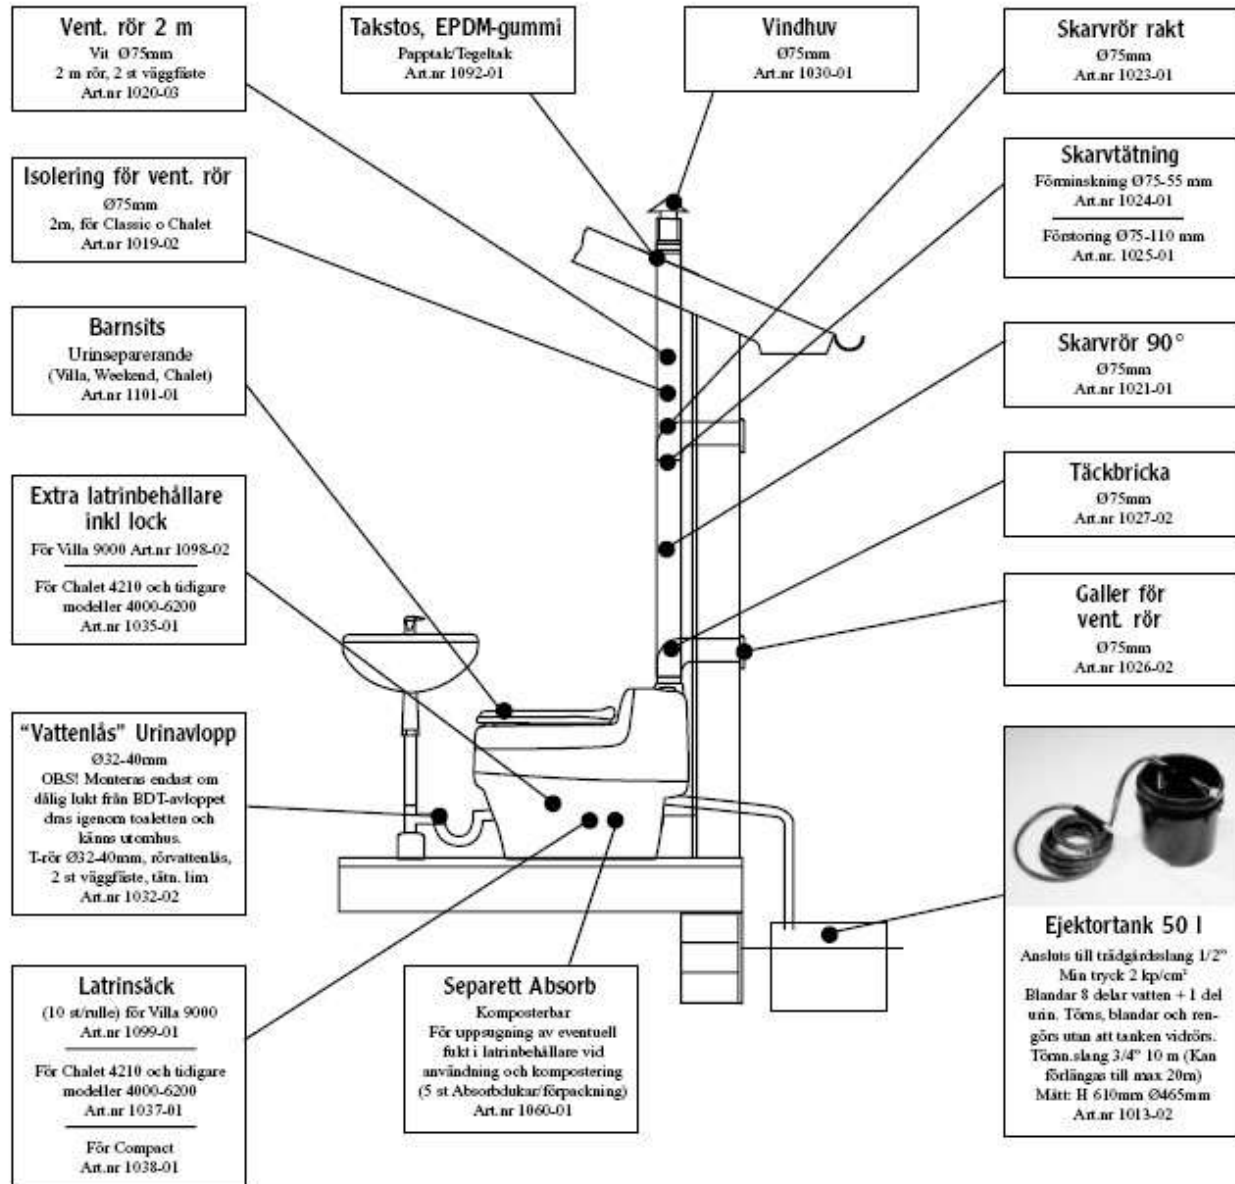 Vent. rör 2 m
Vit Ø75mm
2 m rör, 2 st väggfäste
Art.nr 1020-03
Takstos, EPDM-gummi
Papptak/Tegeltak
Art.nr 1092-01
Vindhuv
Ø75mm
Art.nr 1030-01
Skarvrör rakt
Ø75mm
Art.nr 1023-01
Isolering för vent. rör
Ø75mm
2m, för Classic o Chalet
Art.nr 1019-02
Skarvtätning
Förminskning Ø75-55 mm
Art.nr 1024-01
Förstoring Ø75-110 mm
Art.nr. 1025-01
Barnsits
Urinseparerande
(Villa, Weekend, Chalet)
Art.nr 1101-01
Skarvrör 90°
Ø75mm
Art.nr 1021-01
Extra latrinbehållare
inkl lock
För Villa 9000 Art.nr 1098-02
För Chalet 4210 och tidigare
modeller 4000-6200
Art.nr 1035-01
Täckbricka
Ø75mm
Art.nr 1027-02
Galler för
vent. rör
Ø75mm
Art.nr 1026-02
"Vattenlås" Urinavlopp
Ø32-40mm
OBS! Monteras endast om
dålig lukt från BDT-avloppet
dras igenom toaletten och
känns utomhus.
T-rör Ø32-40mm, rörvattenlås,
2 st väggfäste, tätn. lim
Art.nr 1032-02
Latrinsäck
(10 st/rulle) för Villa 9000
Art.nr 1099-01
För Chalet 4210 och tidigare
modeller 4000-6200
Art.nr 1037-01
För Compact
Art.nr 1038-01
Separett Absorb
Komposterbar
För uppsugning av eventuell
fukt i latrinbehållare vid
användning och kompostering
(5 st Absorbdukar/förpackning)
Art.nr 1060-01
Ejektortank 50 l
Ansluts till trädgårdsslang 1/2"
Min tryck 2 kp/cm²
Blandar 8 delar vatten + 1 del
urin. Töms, blandar och ren-
görs utan att tanken vidrörs.
Tömn.slang 3/4" 10 m (Kan
förlängas till max 20m)
Mått: H 610mm Ø465mm
Art.nr 1013-02